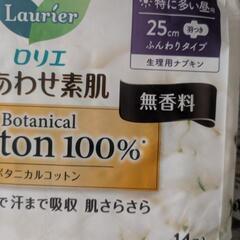 Laurier
ロリエ
あわせ素肌
特に多い昼用
25cm 羽つき
ふんわりタイプ
生理用ナプキン
無香料
Botanical
ton 100%*
ボタニカルコットン
で 汗まで吸収 肌さらさら